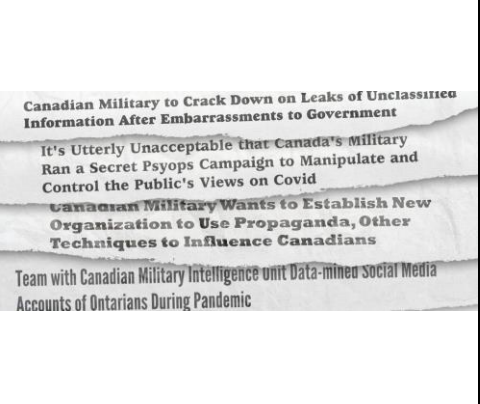 Canadian Military to Crack Down on Leaks of Unclassified
Information After Embarrassments to Government
It's Utterly Unacceptable that Canada's Military
Ran a Secret Psyops Campaign to Manipulate and
Control the Public's Views on Covid
Canadian Military Wants to Establish New
Organization to Use Propaganda, Other
Techniques to Influence Canadians
Team with Canadian Military Intelligence unit Data-mined Social Media
Accounts of Ontarians During Pandemic